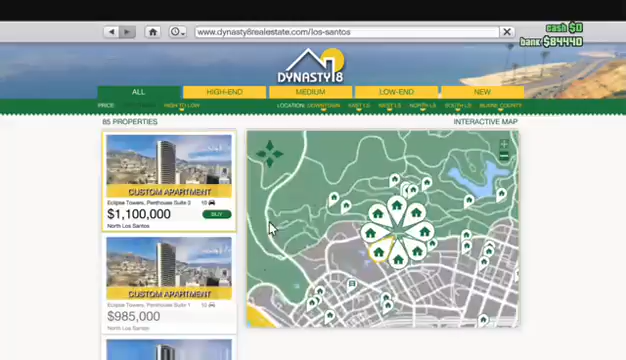 www.dynasty8realestate.com/los-santos
cash $0
bank $84440
DYNASTY8
ALL
HIGH-END
MEDIUM
LOW-END
NEW
PRICE:
HIGH TO LOW
LOCATION: DOWNTOWN EAST LS WEST LS NORTH LS SOUTH LS BLAINE COUNTY
85 PROPERTIES
INTERACTIVE MAP
CUSTOM APARTMENT
Eclipse Towers, Penthouse Suite 3 10
$1,100,000
BUY
North Los Santos
CUSTOM APARTMENT
Eclipse Towers, Penthouse Suite 1 10
$985,000
North Los Santos